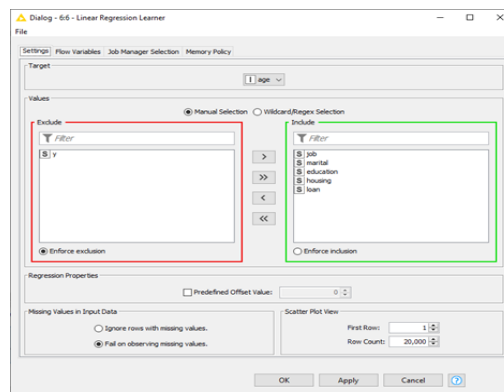 Dialog - 6:6 - Linear Regression Learner
File
Settings Flow Variables Job Manager Selection Memory Policy
Target
I age
Values
Manual Selection Wildcard/Regex Selection
Exclude
Filter
S y
Enforce exclusion
>
>>
<
<<
Include
Filter
S job
S marital
S education
S housing
S loan
Enforce inclusion
Regression Properties
Predefined Offset Value: 0
Missing Values in Input Data
Ignore rows with missing values.
Fail on observing missing values.
Scatter Plot View
First Row: 1
Row Count: 20,000
OK Apply Cancel ?